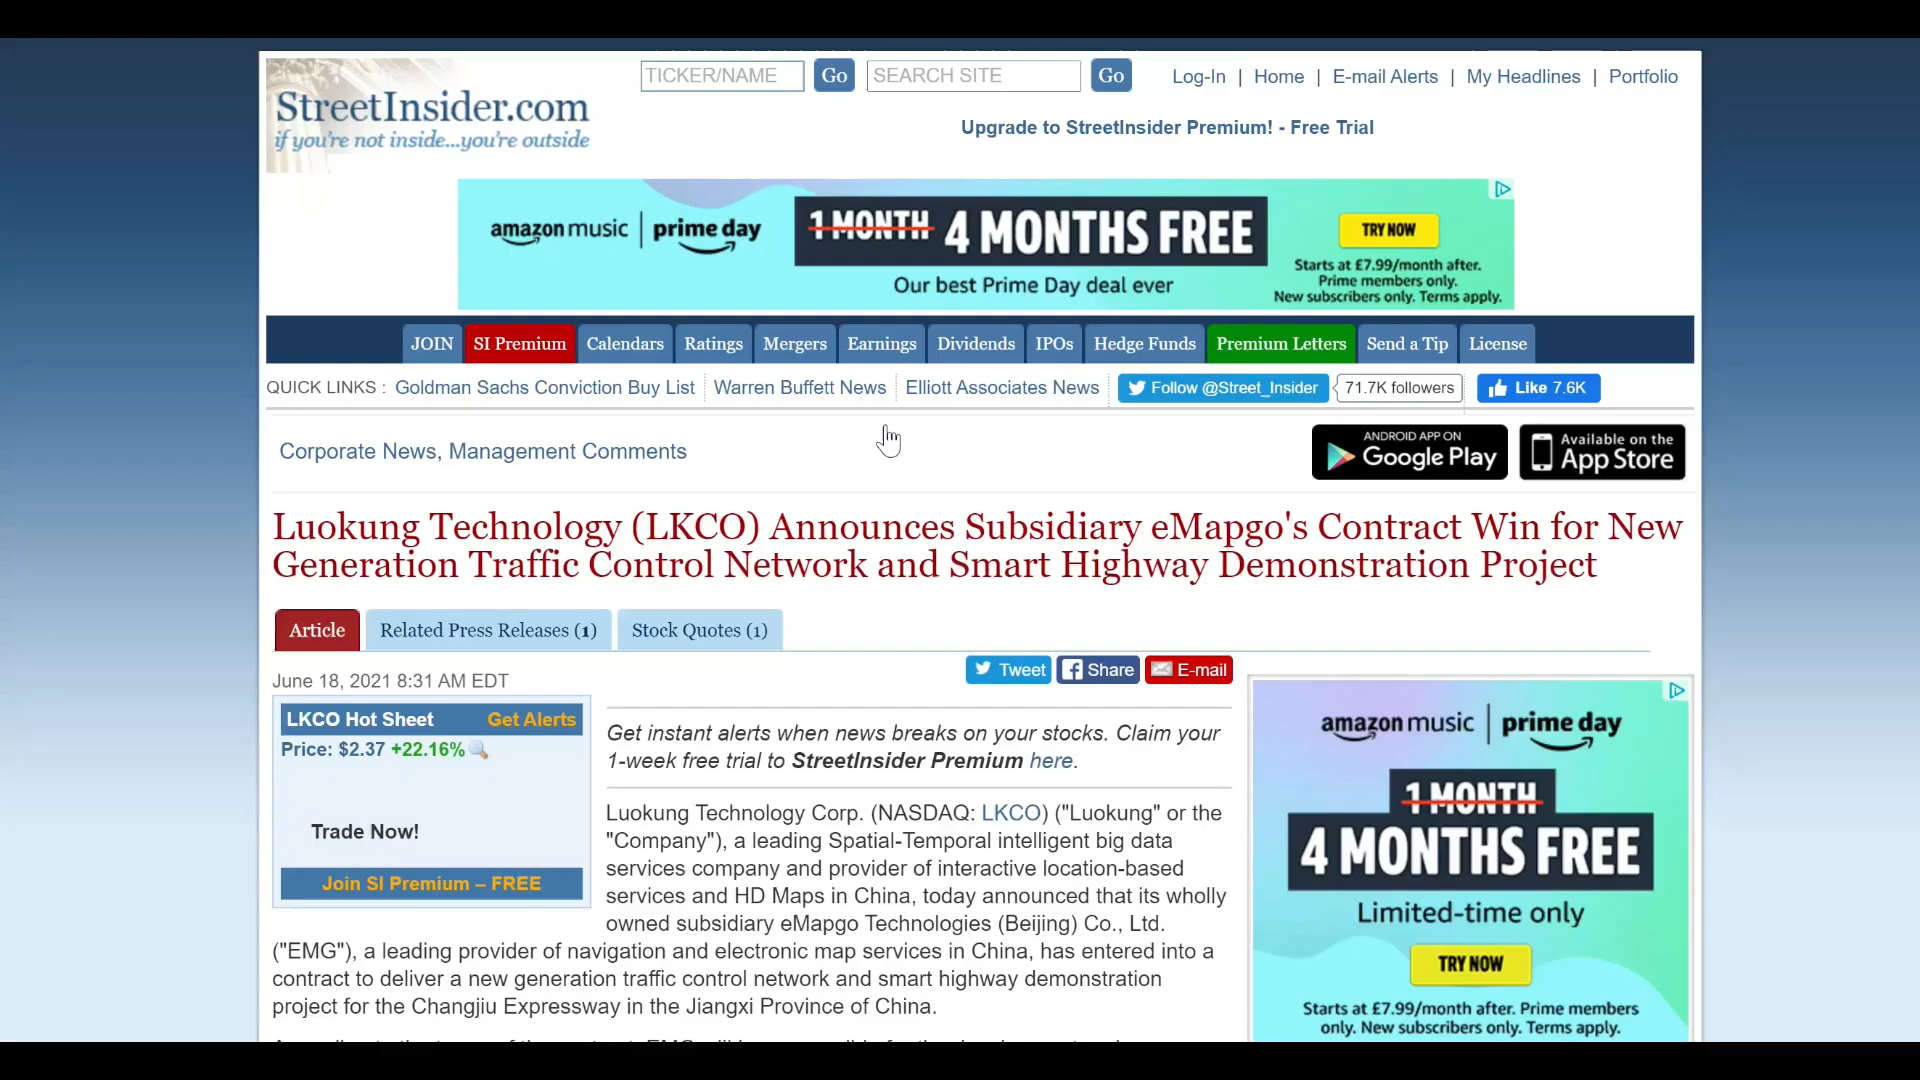 StreetInsider.com
if you're not inside...you're outside
TICKER/NAME Go SEARCH SITE Go Log-In | Home | E-mail Alerts | My Headlines | Portfolio
Upgrade to StreetInsider Premium! - Free Trial
amazon music | prime day 1 MONTH 4 MONTHS FREE
Our best Prime Day deal ever
TRY NOW
Starts at £7.99/month after.
Prime members only.
New subscribers only. Terms apply.
JOIN SI Premium Calendars Ratings Mergers Earnings Dividends IPOs Hedge Funds Premium Letters Send a Tip License
QUICK LINKS : Goldman Sachs Conviction Buy List Warren Buffett News Elliott Associates News Follow @Street_Insider 71.7K followers Like 7.6K
Corporate News, Management Comments
ANDROID APP ON
Google Play
Available on the
App Store
Luokung Technology (LKCO) Announces Subsidiary eMapgo's Contract Win for New
Generation Traffic Control Network and Smart Highway Demonstration Project
Article Related Press Releases (1) Stock Quotes (1)
Tweet Share E-mail
June 18, 2021 8:31 AM EDT
LKCO Hot Sheet Get Alerts
Price: $2.37 +22.16%
Trade Now!
Join SI Premium – FREE
Get instant alerts when news breaks on your stocks. Claim your
1-week free trial to StreetInsider Premium here.
Luokung Technology Corp. (NASDAQ: LKCO) ("Luokung" or the
"Company"), a leading Spatial-Temporal intelligent big data
services company and provider of interactive location-based
services and HD Maps in China, today announced that its wholly
owned subsidiary eMapgo Technologies (Beijing) Co., Ltd.
("EMG"), a leading provider of navigation and electronic map services in China, has entered into a
contract to deliver a new generation traffic control network and smart highway demonstration
project for the Changjiu Expressway in the Jiangxi Province of China.
amazon music | prime day
1 MONTH
4 MONTHS FREE
Limited-time only
TRY NOW
Starts at £7.99/month after. Prime members
only. New subscribers only. Terms apply.